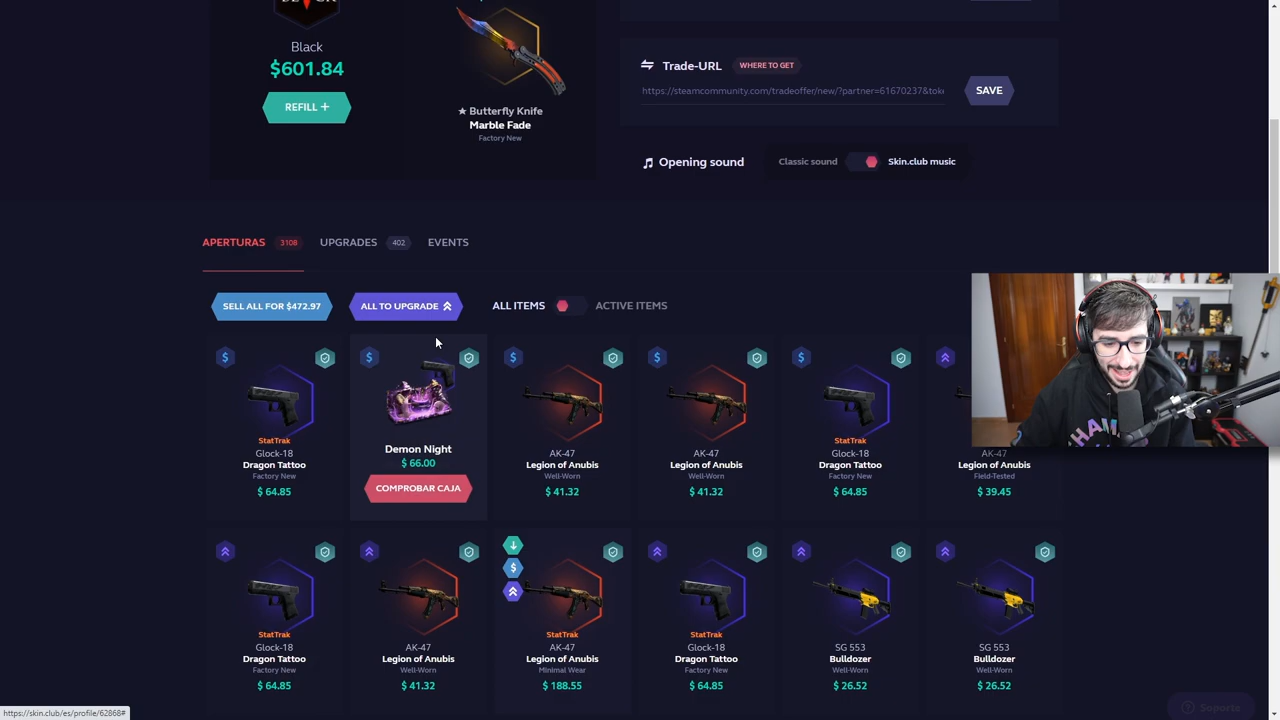 Black
$601.84
REFILL +
★ Butterfly Knife
Marble Fade
Factory New
Trade-URL WHERE TO GET
https://steamcommunity.com/tradeoffer/new/?partner=61670237&toke
SAVE
Opening sound
Classic sound
Skin.club music
APERTURAS 3108
UPGRADES 402
EVENTS
SELL ALL FOR $472.97
ALL TO UPGRADE
ALL ITEMS
ACTIVE ITEMS
StatTrak
Glock-18
Dragon Tattoo
Factory New
$ 64.85
Demon Night
$ 66.00
COMPROBAR CAJA
AK-47
Legion of Anubis
Well-Worn
$ 41.32
AK-47
Legion of Anubis
Well-Worn
$ 41.32
StatTrak
Glock-18
Dragon Tattoo
Factory New
$ 64.85
AK-47
Legion of Anubis
Field-Tested
$ 39.45
StatTrak
Glock-18
Dragon Tattoo
Factory New
$ 64.85
AK-47
Legion of Anubis
Well-Worn
$ 41.32
StatTrak
AK-47
Legion of Anubis
Minimal Wear
$ 188.55
StatTrak
Glock-18
Dragon Tattoo
Factory New
$ 64.85
SG 553
Bulldozer
Well-Worn
$ 26.52
SG 553
Bulldozer
Well-Worn
$ 26.52
https://skin.club/es/profile/62868#
Soporte